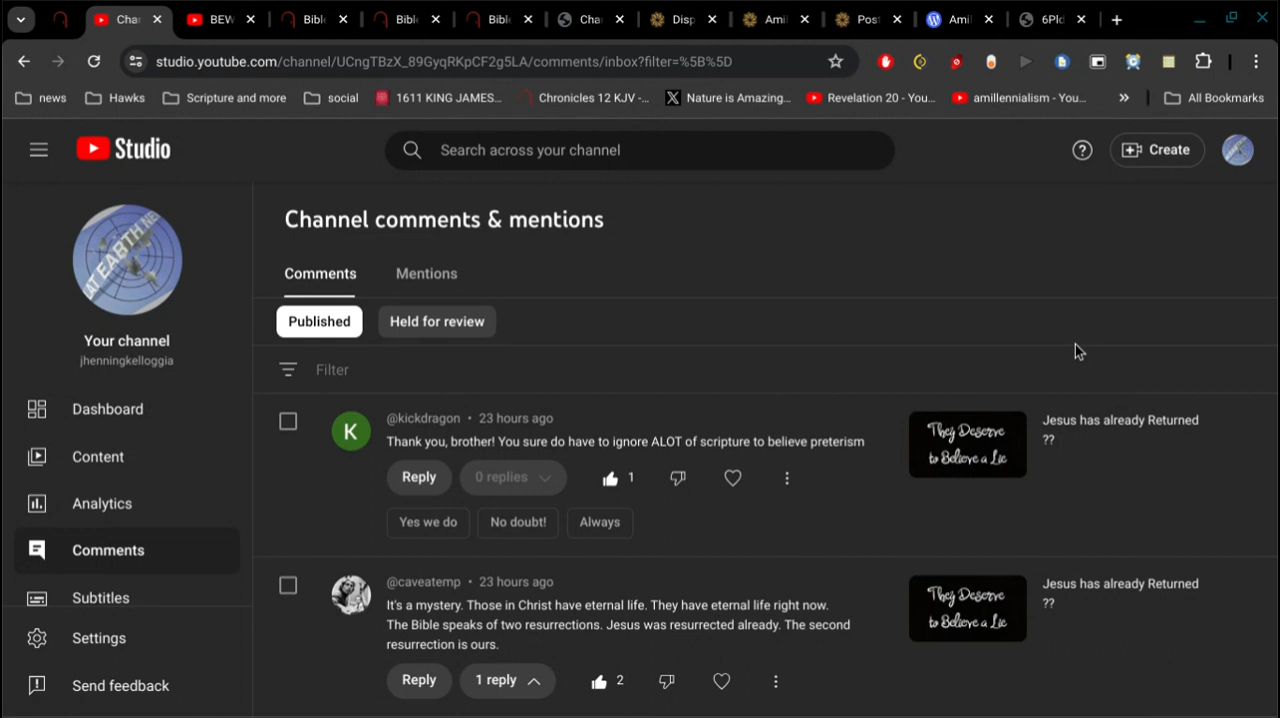 Cha
BEW
Bible
Bible
Bible
Cha
Disp
Amil
Post
Amil
6Pld
studio.youtube.com/channel/UCngTBzX_89GyqRKpCF2g5LA/comments/inbox?filter=%5B%5D
news
Hawks
Scripture and more
social
1611 KING JAMES...
Chronicles 12 KJV -...
Nature is Amazing...
Revelation 20 - You...
amillennialism - You...
»
All Bookmarks
Studio
Search across your channel
Create
AT EARTH.NE
Your channel
jhenningkelloggia
Dashboard
Content
Analytics
Comments
Subtitles
Settings
Send feedback
Channel comments & mentions
Comments
Mentions
Published
Held for review
Filter
K
@kickdragon • 23 hours ago
Thank you, brother! You sure do have to ignore ALOT of scripture to believe preterism
Reply
0 replies
1
Yes we do
No doubt!
Always
They Deserve
to Believe a Lie
Jesus has already Returned
??
@caveatemp • 23 hours ago
It's a mystery. Those in Christ have eternal life. They have eternal life right now.
The Bible speaks of two resurrections. Jesus was resurrected already. The second
resurrection is ours.
Reply
1 reply
2
They Deserve
to Believe a Lie
Jesus has already Returned
??